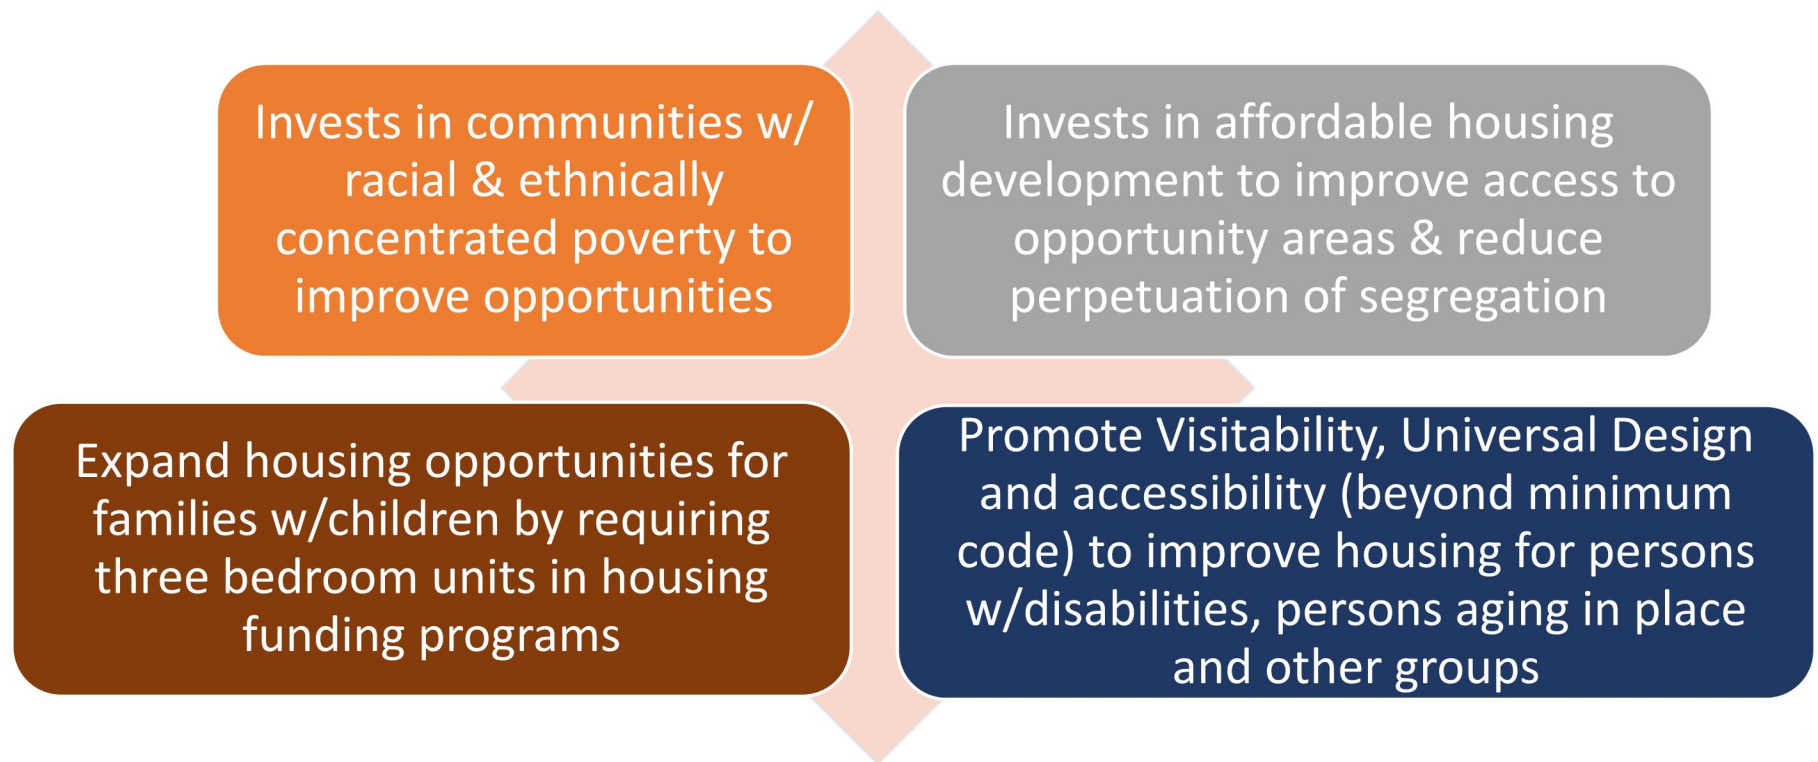 Invests in communities w/
racial & ethnically
concentrated poverty to
improve opportunities
Invests in affordable housing
development to improve access to
opportunity areas & reduce
perpetuation of segregation
Expand housing opportunities for
families w/children by requiring
three bedroom units in housing
funding programs
Promote Visitability, Universal Design
and accessibility (beyond minimum
code) to improve housing for persons
w/disabilities, persons aging in place
and other groups